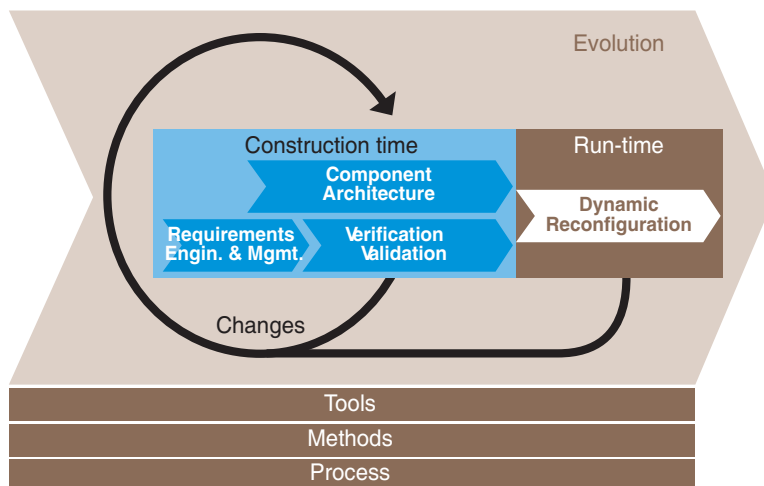 Evolution
Construction time
Run-time
Component
Architecture
Dynamic
Reconfiguration
Requirements
Engin. & Mgmt.
Verification
Validation
Changes
Tools
Methods
Process